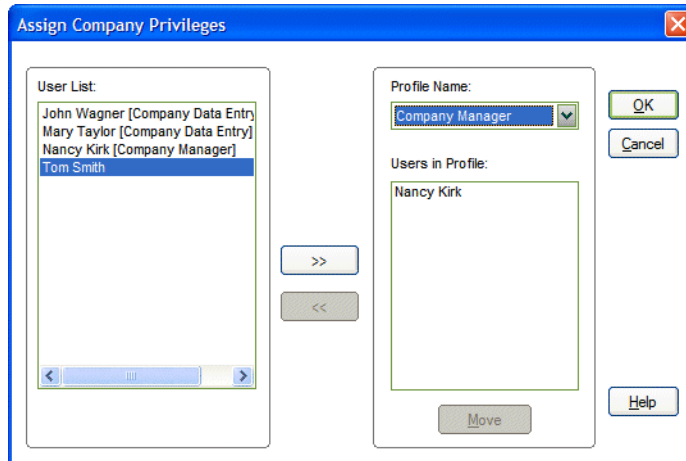 Assign Company Privileges
User List:
John Wagner [Company Data Entry
Mary Taylor [Company Data Entry]
Nancy Kirk [Company Manager]
Tom Smith
>>
<<
Profile Name:
Company Manager
Users in Profile:
Nancy Kirk
Move
OK
Cancel
Help